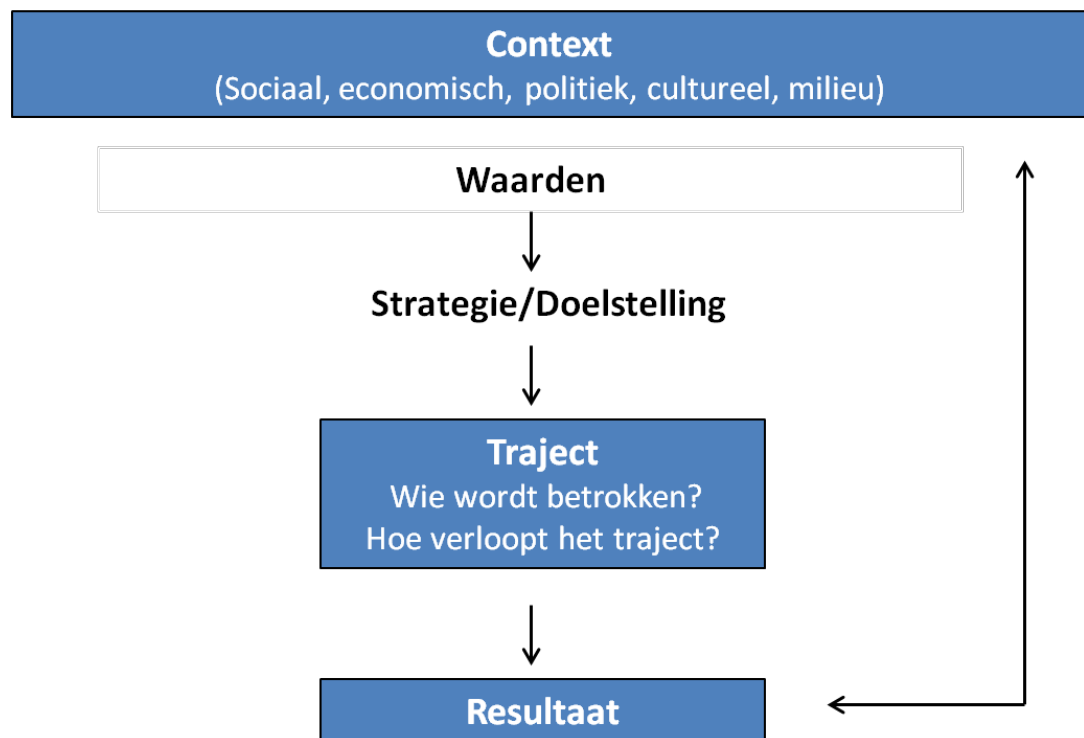 Context
(Sociaal, economisch, politiek, cultureel, milieu)
Waarden
Strategie/Doelstelling
Traject
Wie wordt betrokken?
Hoe verloopt het traject?
Resultaat